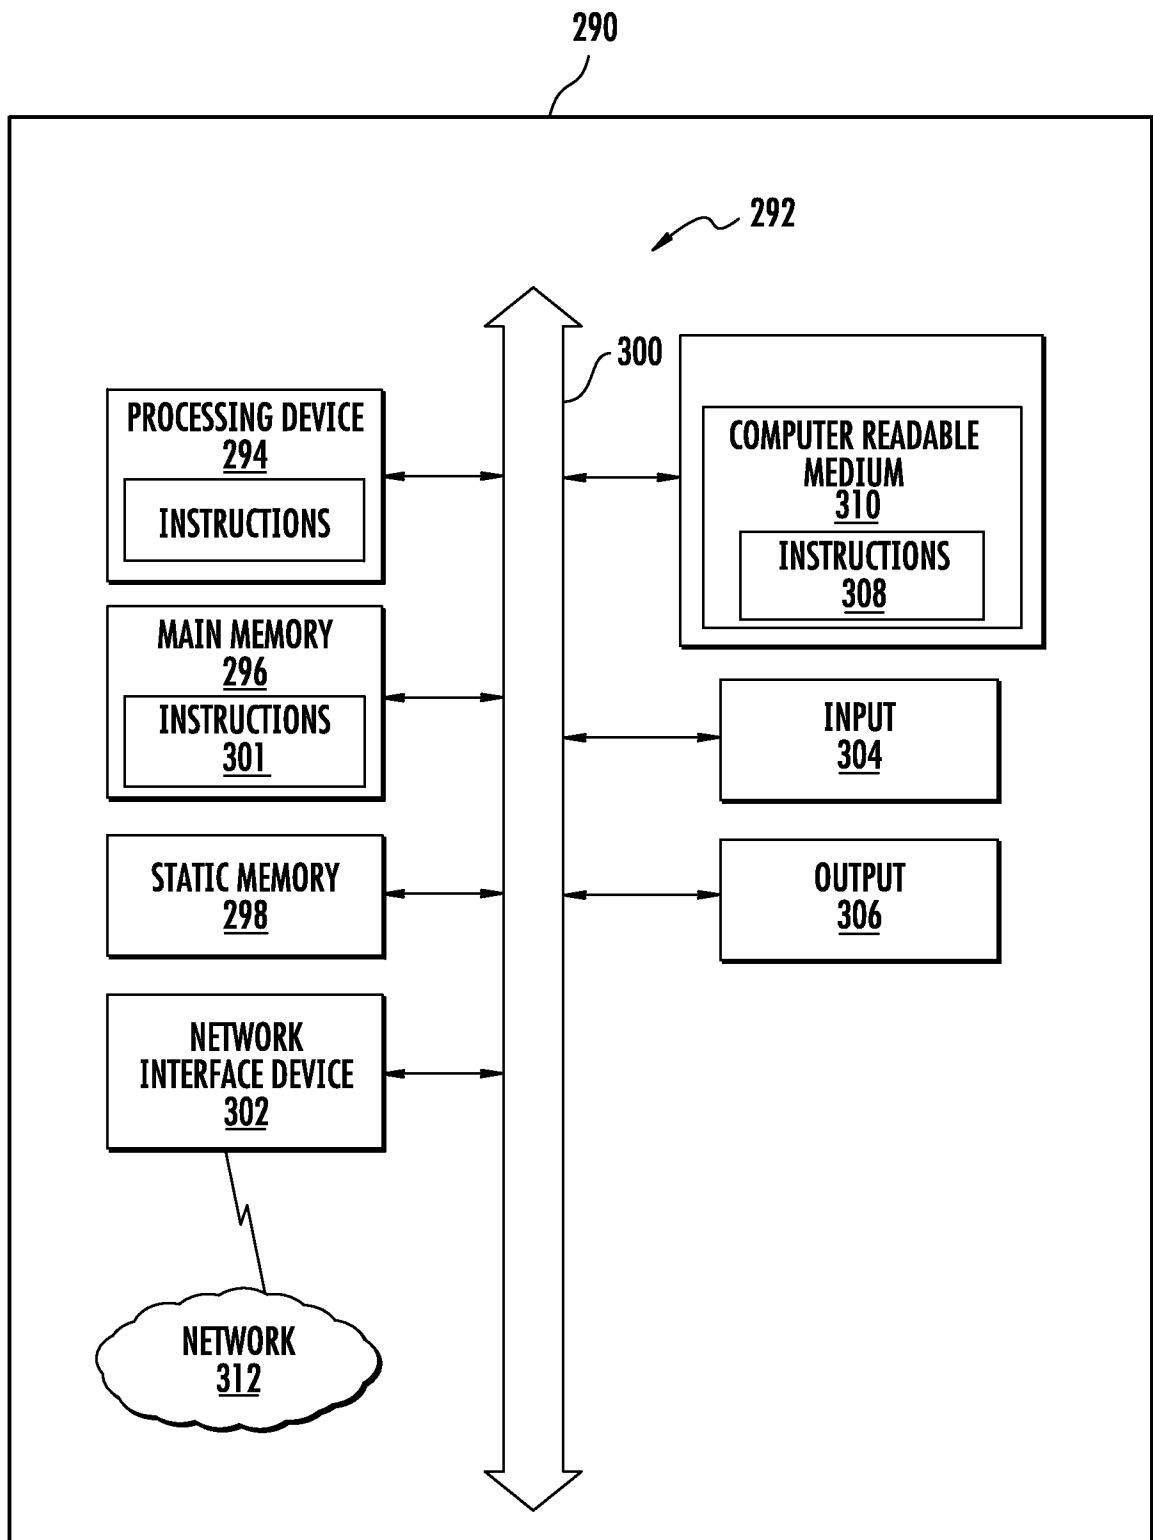 290
292
300
PROCESSING DEVICE
294
INSTRUCTIONS
MAIN MEMORY
296
INSTRUCTIONS
301
STATIC MEMORY
298
NETWORK
INTERFACE DEVICE
302
NETWORK
312
COMPUTER READABLE
MEDIUM
310
INSTRUCTIONS
308
INPUT
304
OUTPUT
306